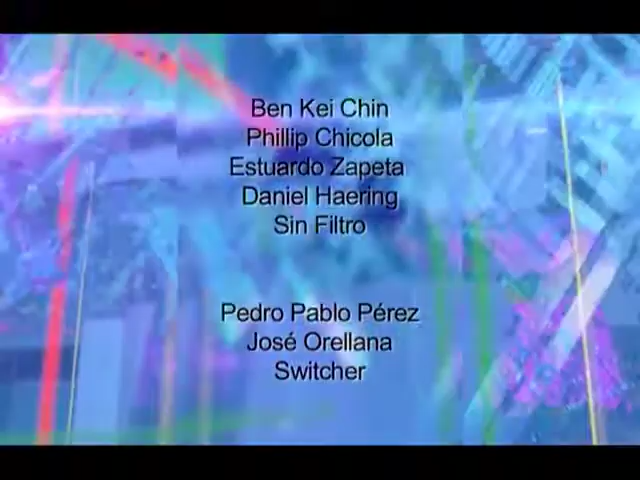 Ben Kei Chin
Phillip Chicola
Estuardo Zapeta
Daniel Haering
Sin Filtro
Pedro Pablo Pérez
José Orellana
Switcher